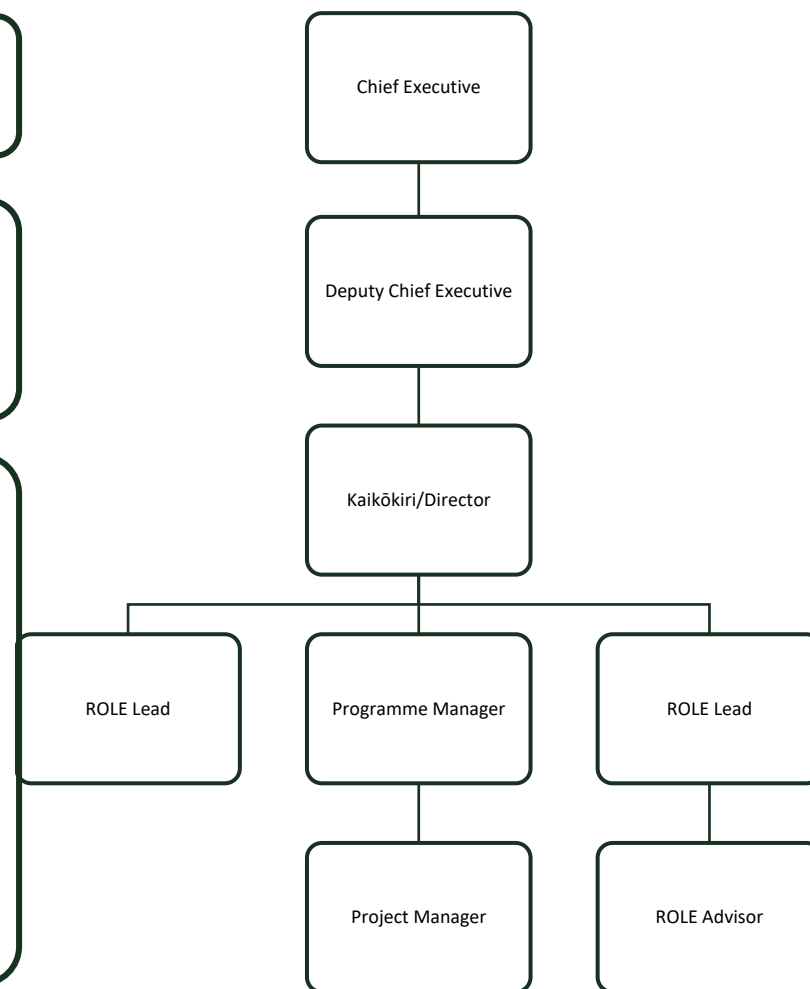 Chief Executive
Deputy Chief Executive
Kaikōkiri/Director
ROLE Lead
Programme Manager
ROLE Lead
Project Manager
ROLE Advisor